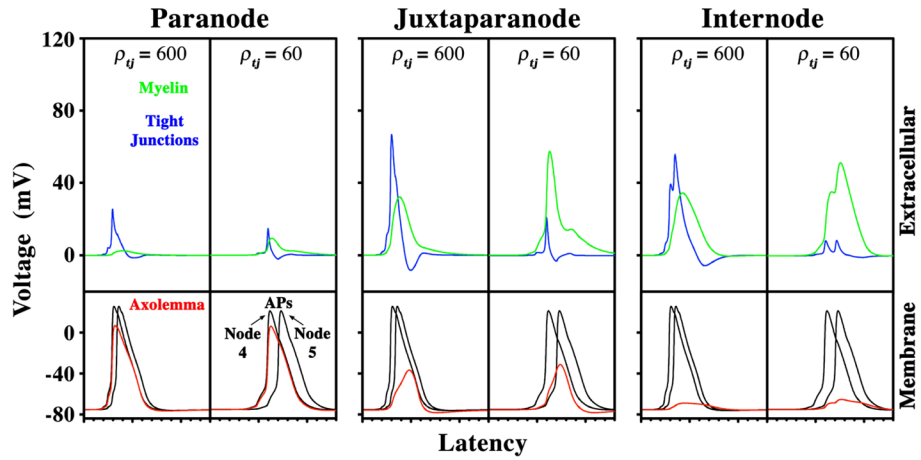 Paranode
Juxtaparanode
Internode
ρtj = 600
ρtj = 60
ρtj = 600
ρtj = 60
ρtj = 600
ρtj = 60
Myelin
Tight
Junctions
120
80
40
0
Voltage (mV)
Extracellular
Axolemma
APs
Node
4
Node
5
0
-40
-80
Membrane
Latency